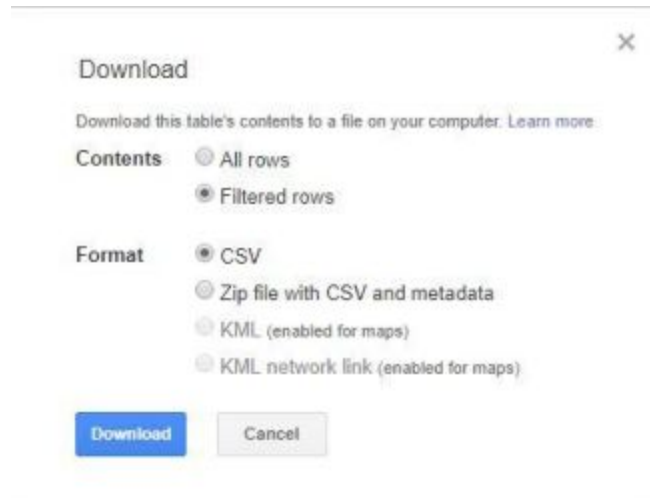 Download
Download this table's contents to a file on your computer. Learn more
Contents All rows
Filtered rows
Format CSV
Zip file with CSV and metadata
KML (enabled for maps)
KML network link (enabled for maps)
Download Cancel